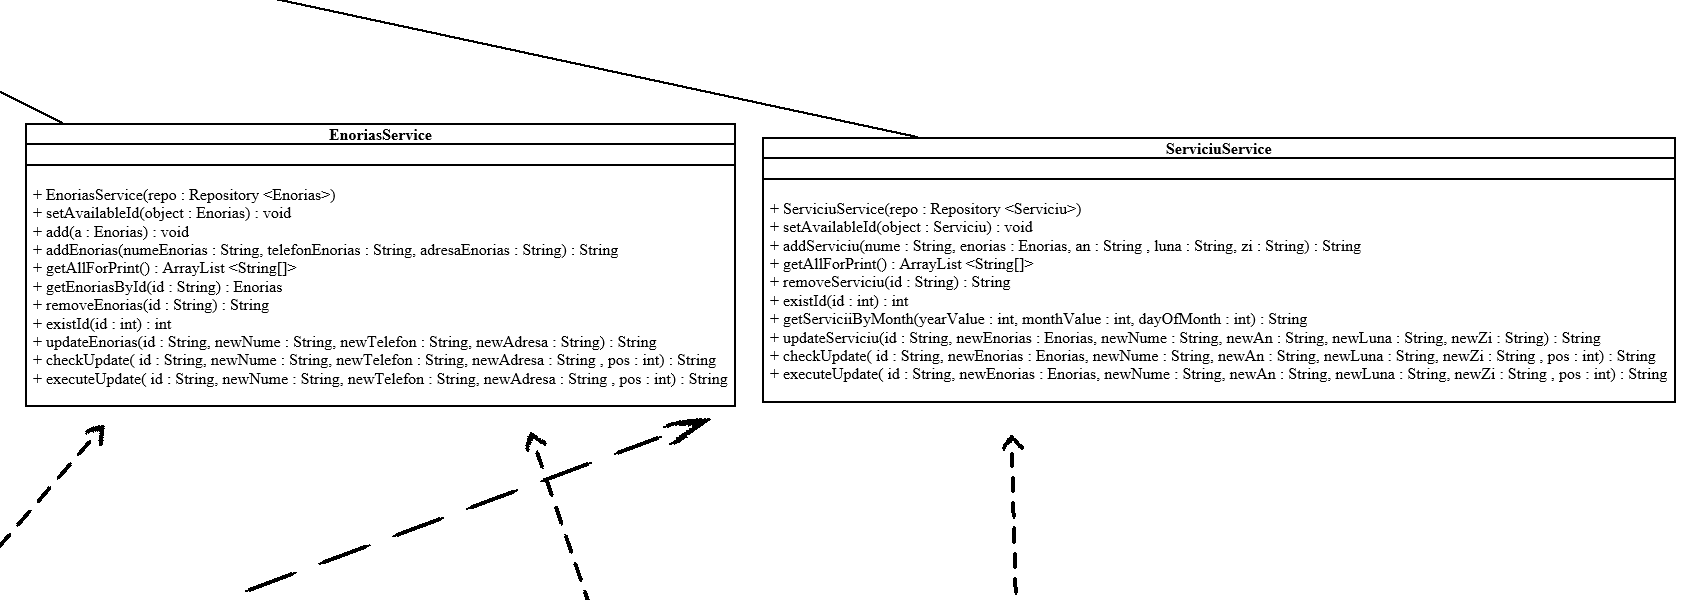 EnoriasService
+ EnoriasService(repo : Repository <Enorias>)
+ setAvailableId(object : Enorias) : void
+ add(a : Enorias) : void
+ addEnorias(numeEnorias : String, telefonEnorias : String, adresaEnorias : String) : String
+ getAllForPrint() : ArrayList <String[]>
+ getEnoriasById(id : String) : Enorias
+ removeEnorias(id : String) : String
+ existId(id : int) : int
+ updateEnorias(id : String, newNume : String, newTelefon : String, newAdresa : String) : String
+ checkUpdate( id : String, newNume : String, newTelefon : String, newAdresa : String , pos : int) : String
+ executeUpdate( id : String, newNume : String, newTelefon : String, newAdresa : String , pos : int) : String
ServiciuService
+ ServiciuService(repo : Repository <Serviciu>)
+ setAvailableId(object : Serviciu) : void
+ addServiciu(nume : String, enorias : Enorias, an : String , luna : String, zi : String) : String
+ getAllForPrint() : ArrayList <String[]>
+ removeServiciu(id : String) : String
+ existId(id : int) : int
+ getServiciiByMonth(yearValue : int, monthValue : int, dayOfMonth : int) : String
+ updateServiciu(id : String, newEnorias : Enorias, newNume : String, newAn : String, newLuna : String, newZi : String) : String
+ checkUpdate( id : String, newEnorias : Enorias, newNume : String, newAn : String, newLuna : String, newZi : String , pos : int) : String
+ executeUpdate( id : String, newEnorias : Enorias, newNume : String, newAn : String, newLuna : String, newZi : String , pos : int) : String